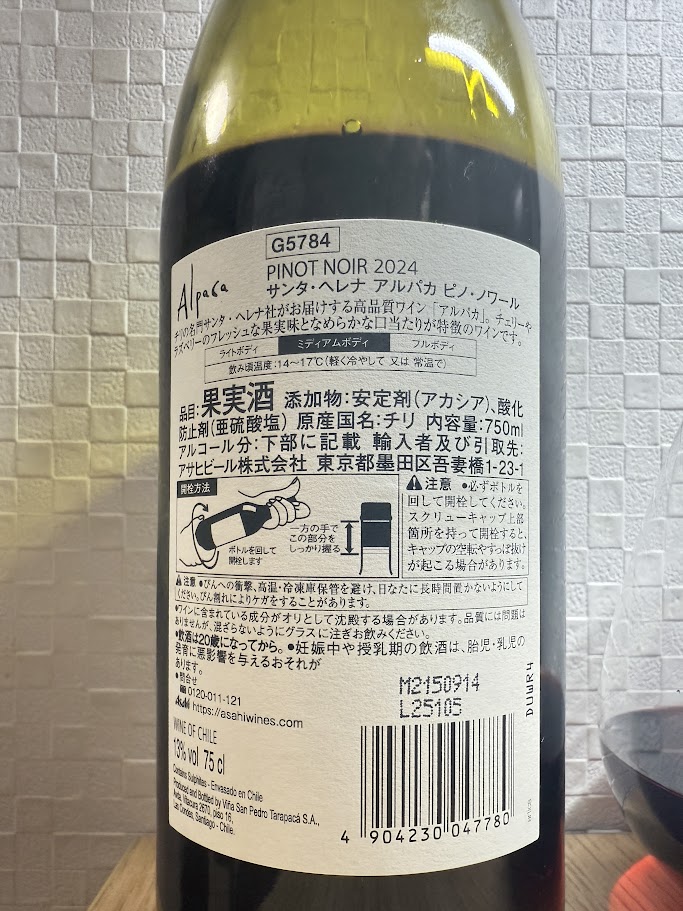 G5784
Alpaca
PINOT NOIR 2024
サンタ・ヘレナ アルパカ ピノ・ノワール
チリの名門サンタ・ヘレナ社がお届けする高品質ワイン「アルパカ」。チェリーや
ラズベリーのフレッシュな果実味となめらかな口当たりが特徴のワインです。
ライトボディ ミディアムボディ フルボディ
飲み頃温度:14〜17℃(軽く冷やして 又は 常温で)
品目:果実酒 添加物:安定剤(アカシア)、酸化
防止剤(亜硫酸塩) 原産国名:チリ 内容量:750ml
アルコール分:下部に記載 輸入者及び引取先:
アサヒビール株式会社 東京都墨田区吾妻橋1-23-1
開栓方法
ボトルを回して
開栓します
一方の手で
この部分を
しっかり握る
注意 ●必ずボトルを
回して開栓してください。
スクリューキャップ上部
箇所を持って開栓すると、
キャップの空転やすっぽ抜け
が起こる場合があります。
注意 ●びんへの衝撃、高温・冷凍庫保管を避け、日なたに長時間置かないようにして
ください。びん割れによりケガをすることがあります。
●ワインに含まれている成分がオリとして沈殿する場合があります。品質には問題は
ありませんが、混ざらないようにグラスに注ぎお飲みください。
●飲酒は20歳になってから。●妊娠中や授乳期の飲酒は、胎児・乳児の
発育に悪影響を与えるおそれが
あります。
●問合せ
0120-011-121
Asahi https://asahiwines.com
M2150914
L25105
DUWR4
WINE OF CHILE
13% vol 75 cl
Contains Sulphites - Envasado en Chile
Produced and Bottled by Viña San Pedro Tarapacá S.A.,
Avda. Vitacura 2670, piso 16,
Las Condes, Santiago - Chile.
4 904230 047780